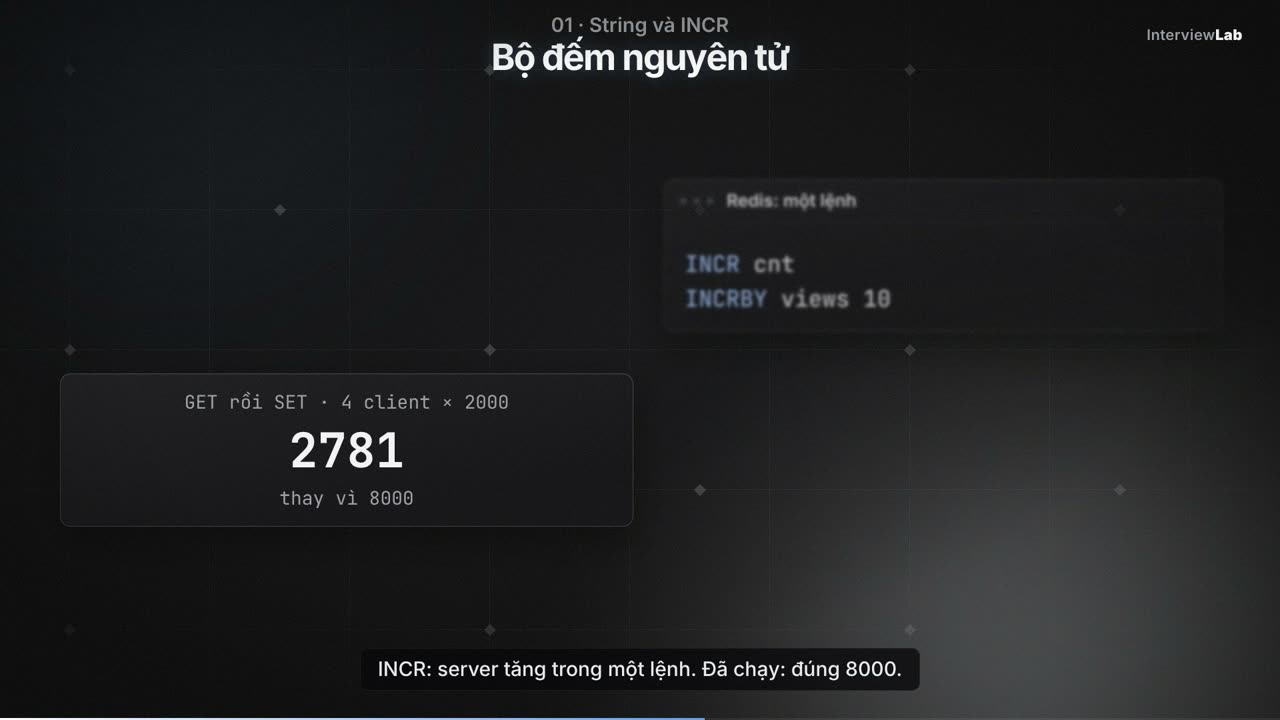 01 · String và INCR
Bộ đếm nguyên tử
InterviewLab
Redis: một lệnh
INCR cnt
INCRBY views 10
GET rồi SET · 4 client × 2000
2781
thay vì 8000
INCR: server tăng trong một lệnh. Đã chạy: đúng 8000.